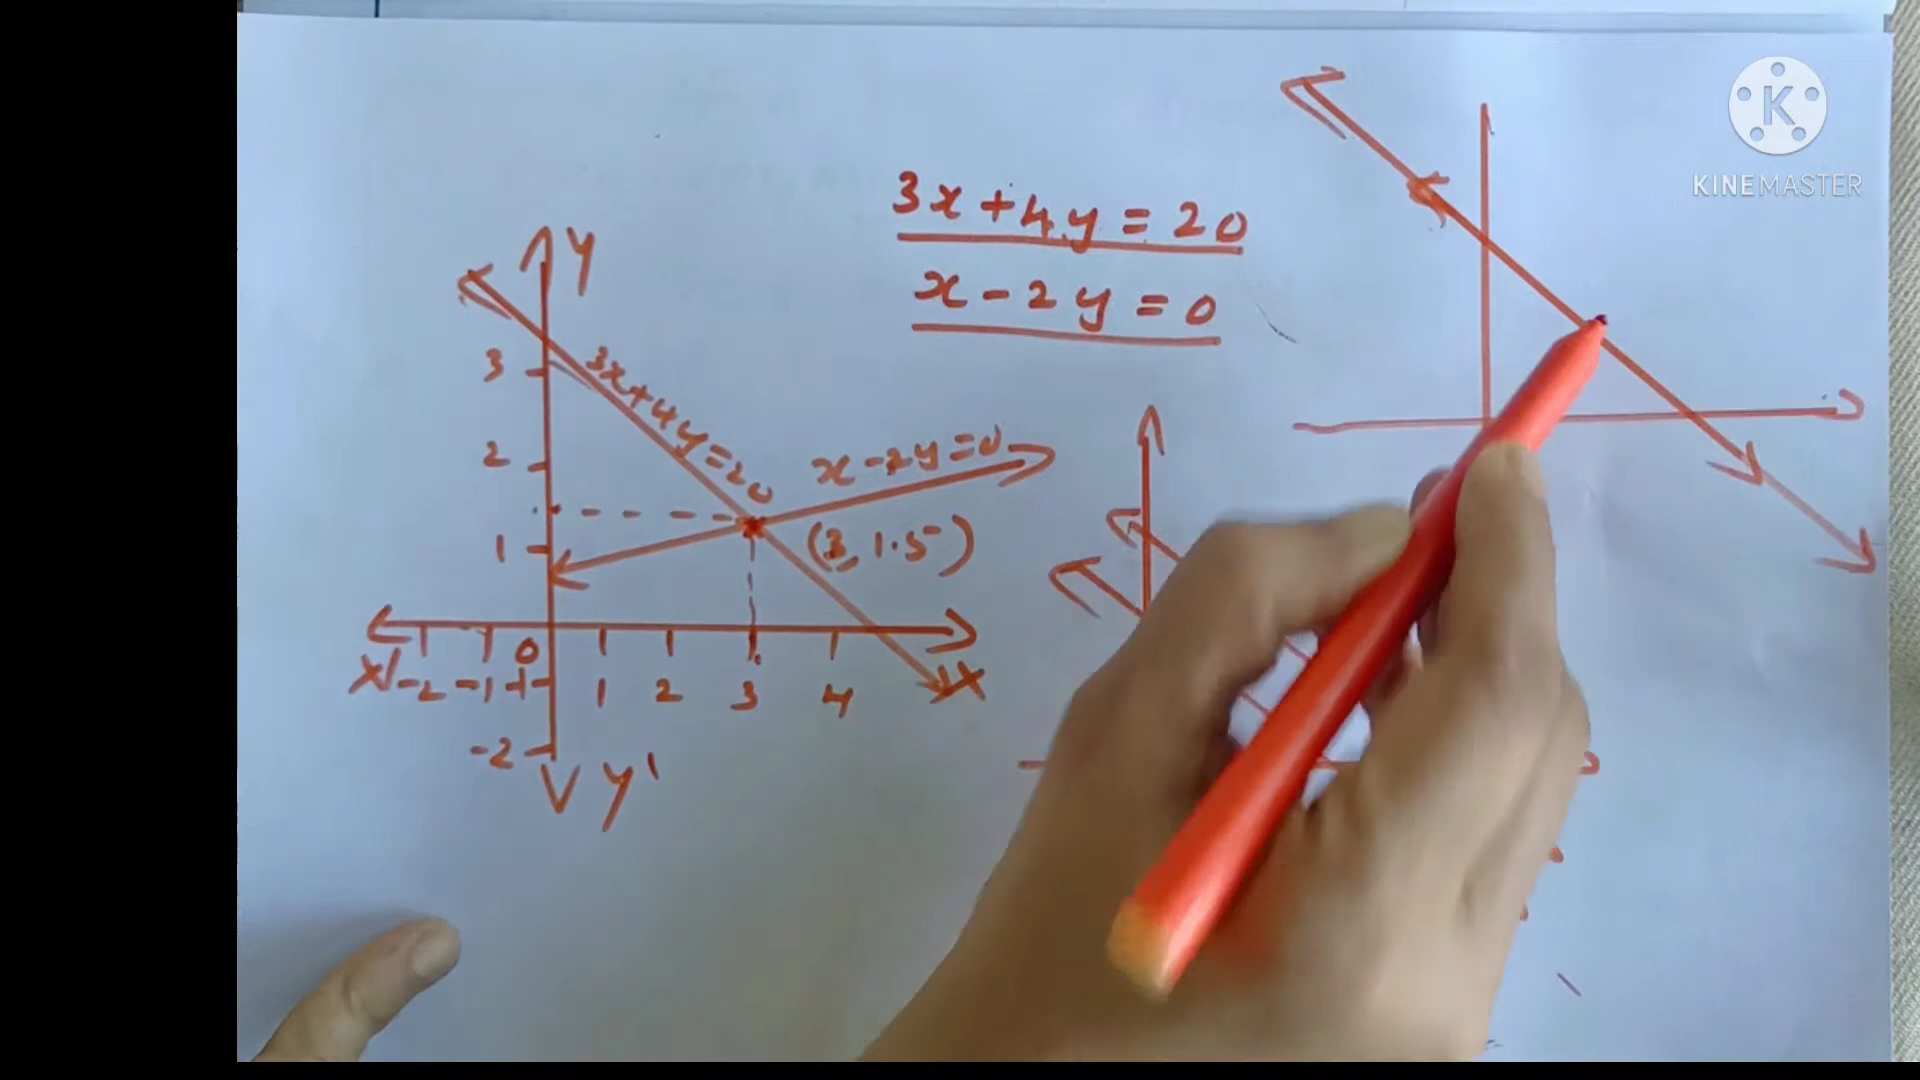 K
KINEMASTER
3x+4y=20
x-2y=0
Y
3
3x+4y=20
2
x-2y=0
1
(3, 1.5)
0
X' -2 -1 -1 1 2 3 4 X
-2
Y'